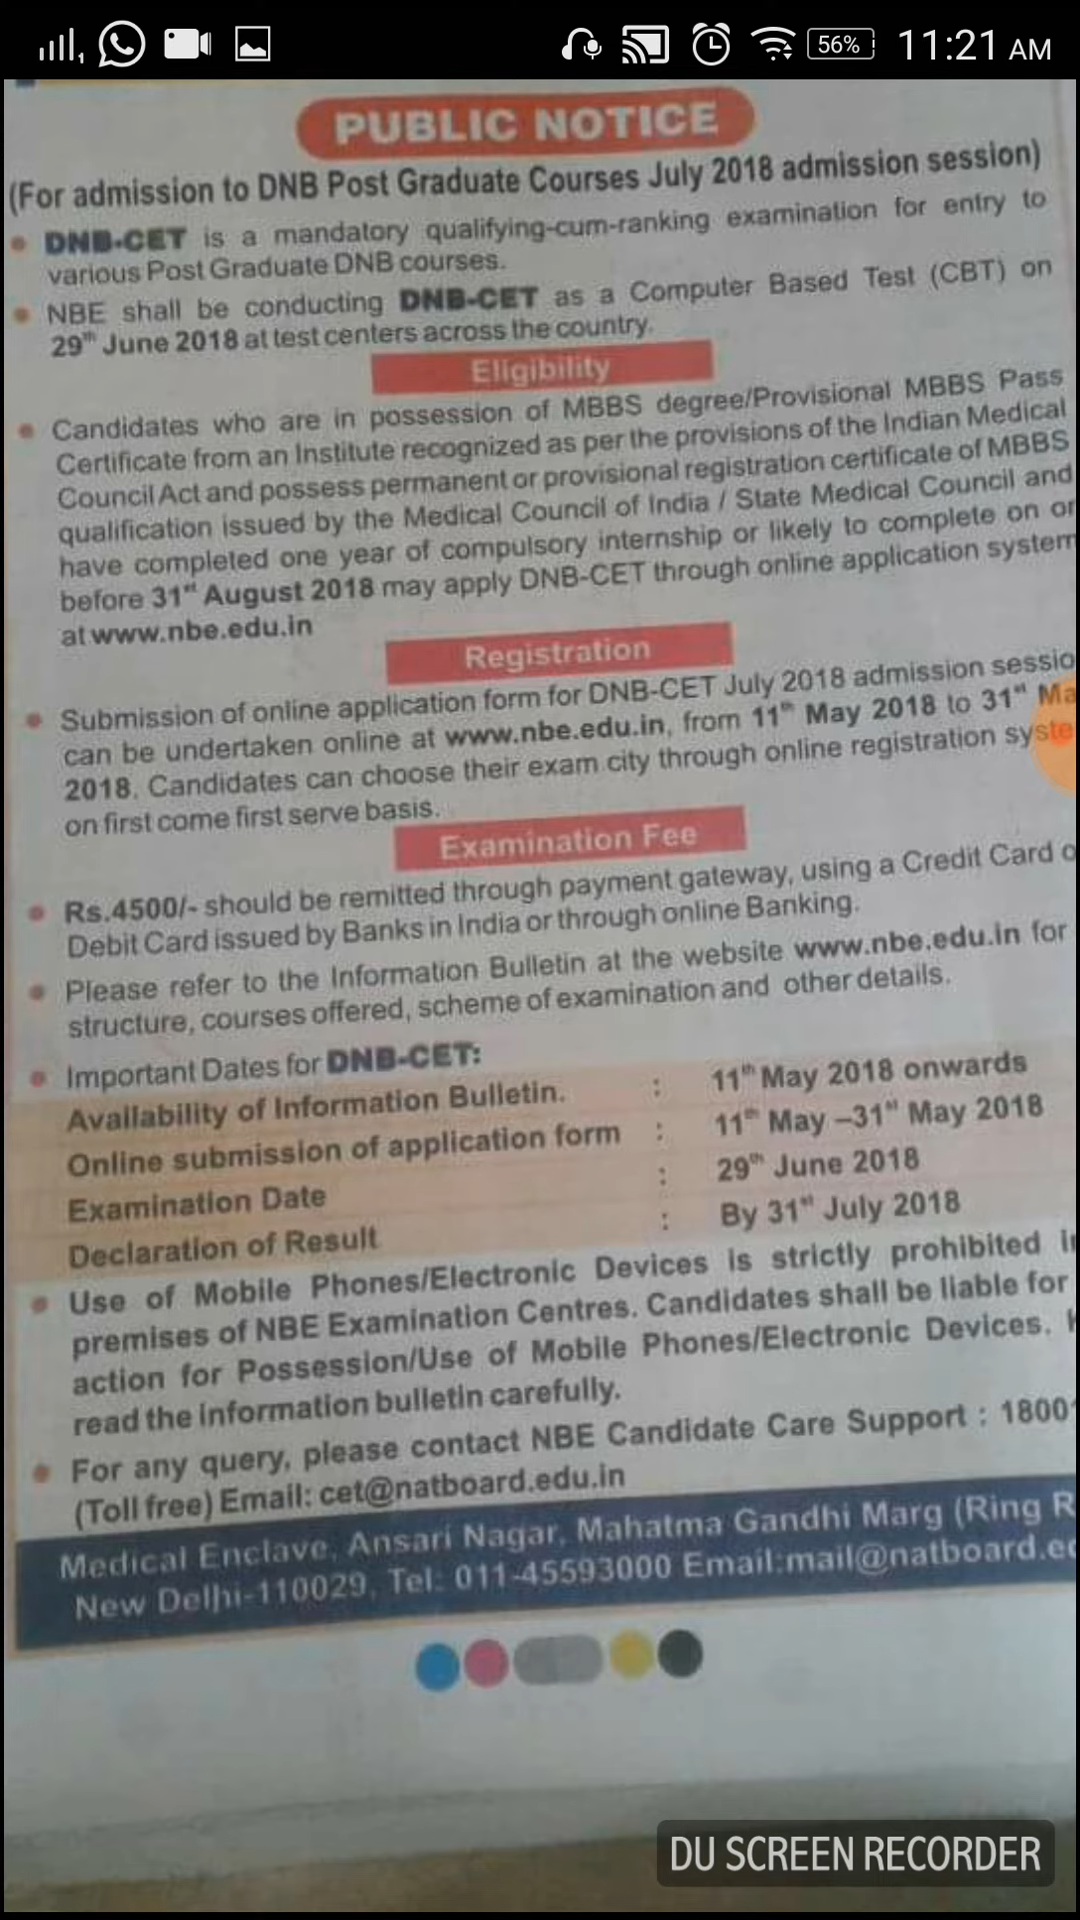 56%
11:21 AM
PUBLIC NOTICE
(For admission to DNB Post Graduate Courses July 2018 admission session)
DNB-CET is a mandatory qualifying-cum-ranking examination for entry to
various Post Graduate DNB courses.
NBE shall be conducting DNB-CET as a Computer Based Test (CBT) on
29th June 2018 at test centers across the country.
Eligibility
Candidates who are in possession of MBBS degree/Provisional MBBS Pass
Certificate from an Institute recognized as per the provisions of the Indian Medical
Council Act and possess permanent or provisional registration certificate of MBBS
qualification issued by the Medical Council of India / State Medical Council and
have completed one year of compulsory internship or likely to complete on or
before 31st August 2018 may apply DNB-CET through online application system
at www.nbe.edu.in
Registration
Submission of online application form for DNB-CET July 2018 admission sessio
can be undertaken online at www.nbe.edu.in, from 11th May 2018 to 31st Ma
2018. Candidates can choose their exam city through online registration syste
on first come first serve basis.
Examination Fee
Rs.4500/- should be remitted through payment gateway, using a Credit Card o
Debit Card issued by Banks in India or through online Banking.
Please refer to the Information Bulletin at the website www.nbe.edu.in for
structure, courses offered, scheme of examination and other details.
Important Dates for DNB-CET:
Availability of Information Bulletin. : 11th May 2018 onwards
Online submission of application form : 11th May –31st May 2018
Examination Date : 29th June 2018
Declaration of Result : By 31st July 2018
Use of Mobile Phones/Electronic Devices is strictly prohibited i
premises of NBE Examination Centres. Candidates shall be liable for
action for Possession/Use of Mobile Phones/Electronic Devices.
read the information bulletin carefully.
For any query, please contact NBE Candidate Care Support : 1800
(Toll free) Email: cet@natboard.edu.in
Medical Enclave, Ansari Nagar, Mahatma Gandhi Marg (Ring R
New Delhi-110029, Tel: 011-45593000 Email:mail@natboard.ed
DU SCREEN RECORDER